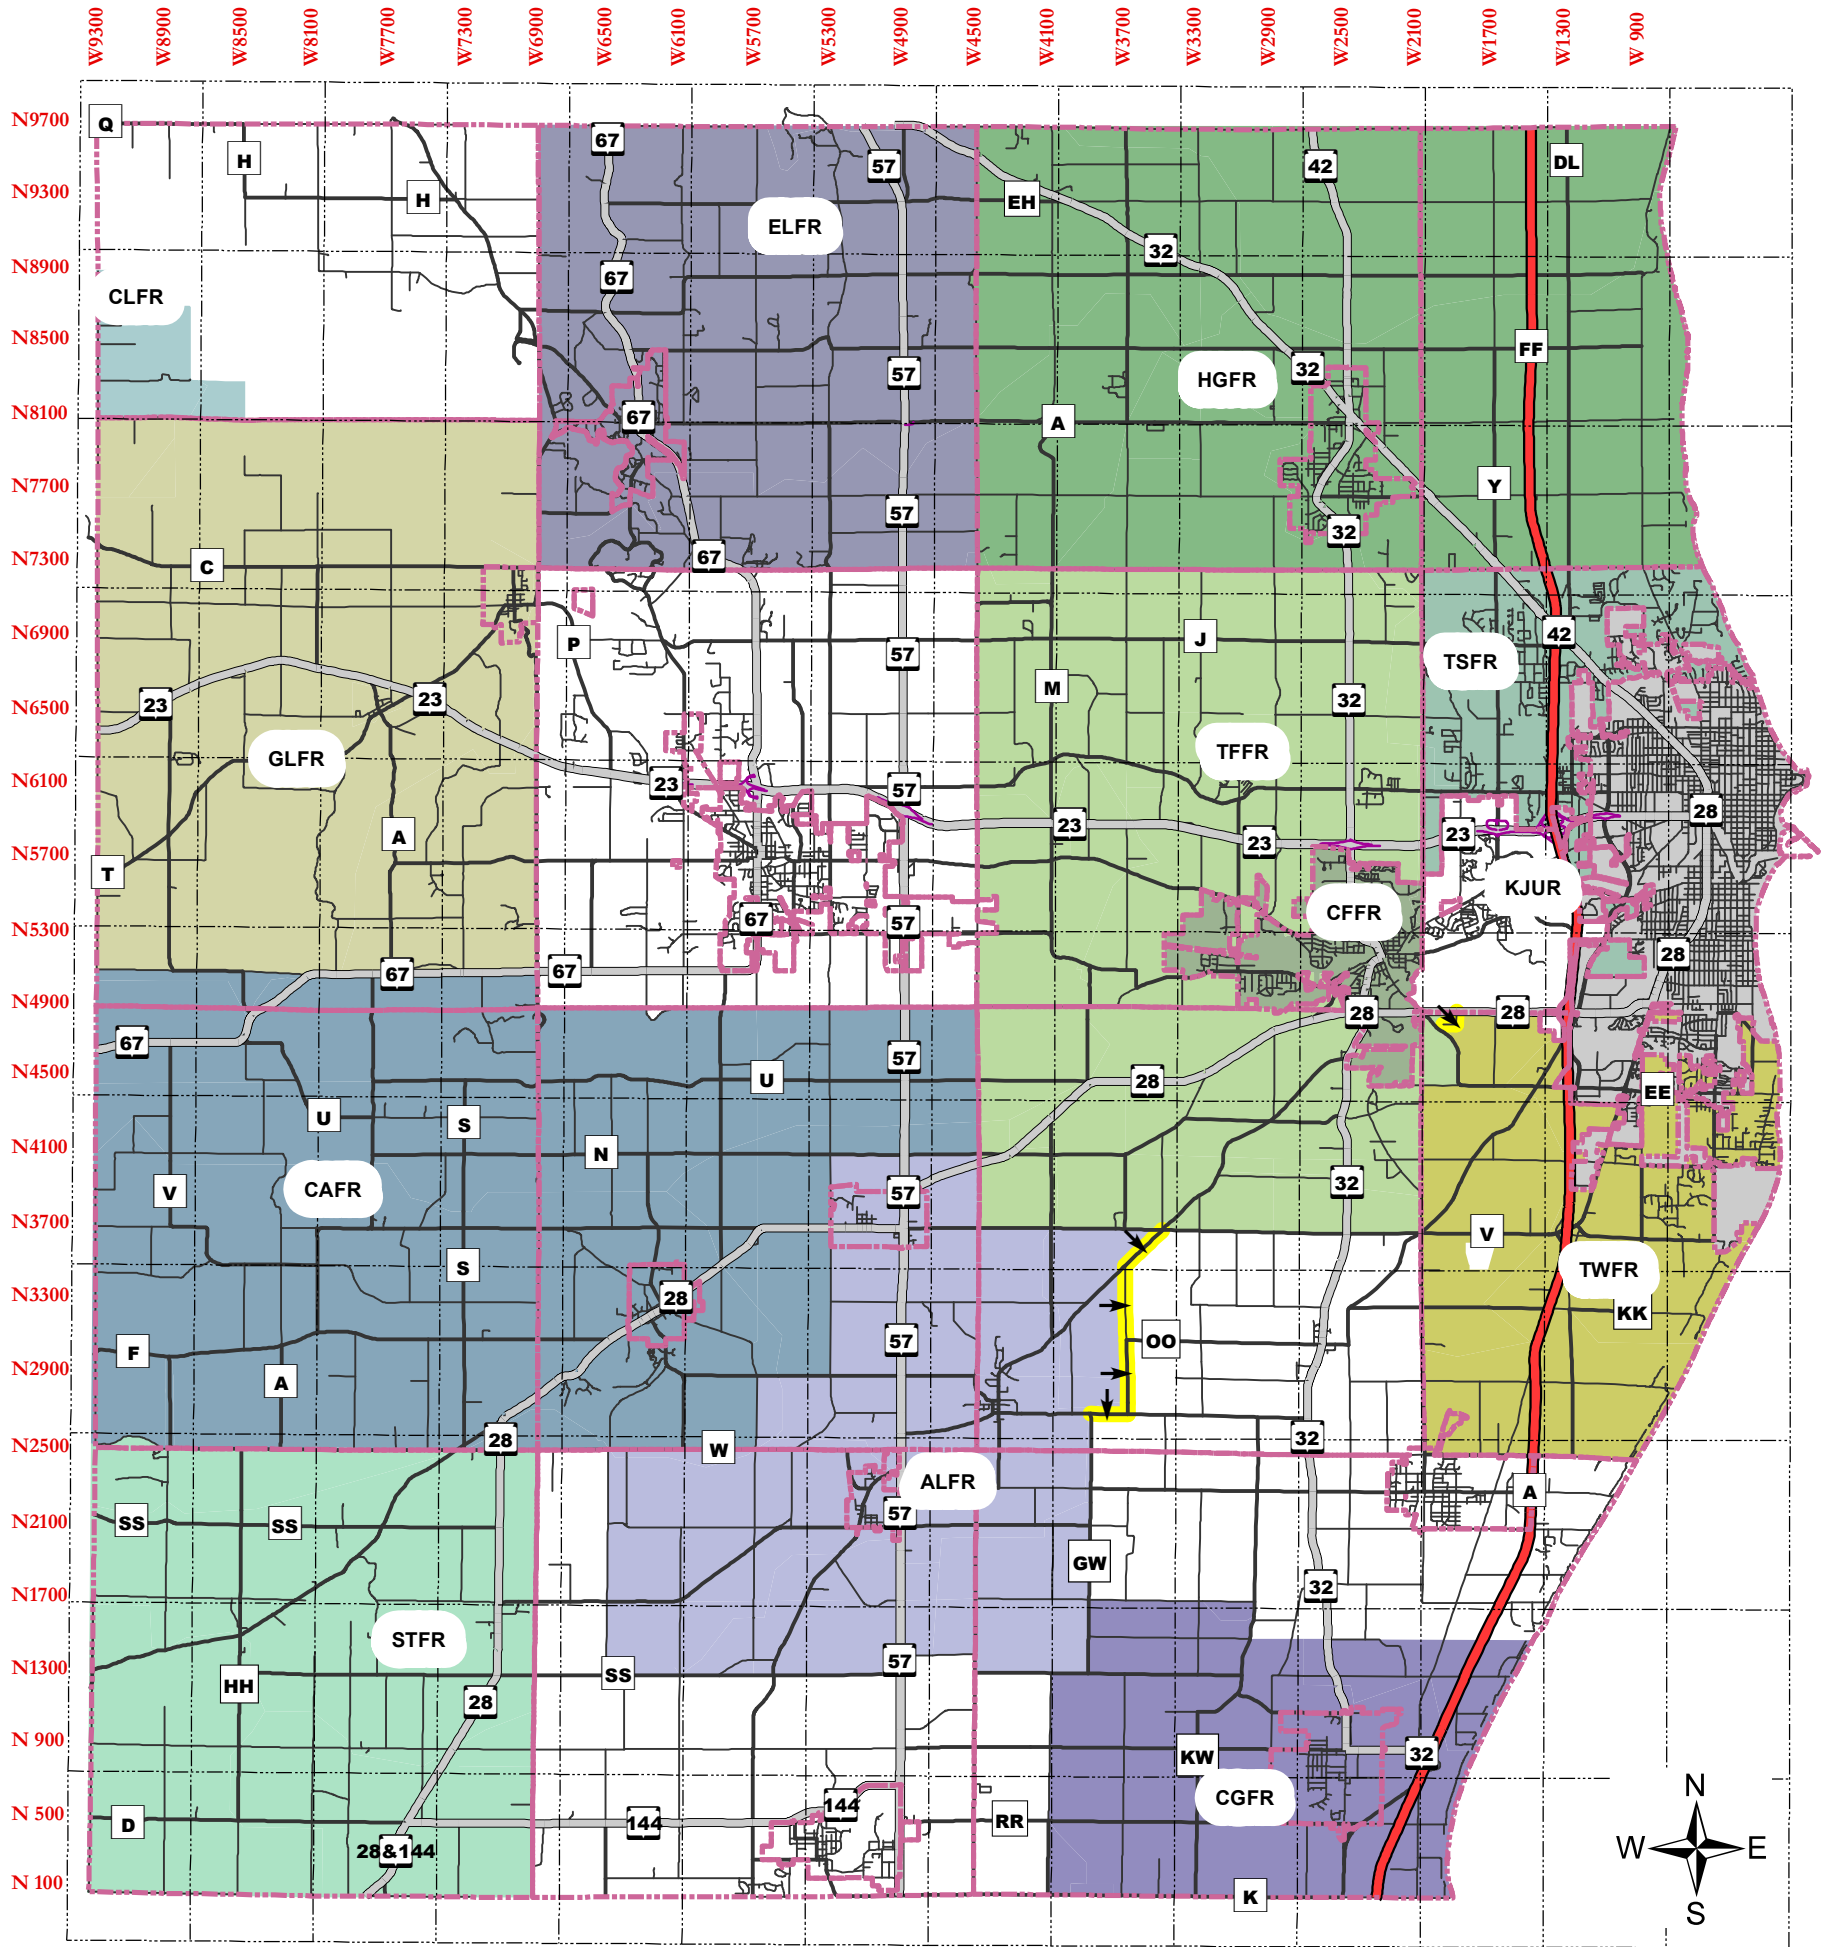 W9300 W8900 W8500 W8100 W7700 W7300 W6900 W6500 W6100 W5700 W5300 W4900 W4500 W4100 W3700 W3300 W2900 W2500 W2100 W1700 W1300 W 900
N9700 Q 67 57 42 DL
H
N9300 H EH
ELFR
32
N8900 67
CLFR
N8500 FF
57 32 HGFR
N8100 67 A
N7700 Y
57 32
N7300 C 67
N6900 P J 42
57 TSFR
M
N6500 23 23 32
GLFR TFFR
N6100 23 57
28
A 23 23 23
N5700
T KJUR
CFFR
N5300 67 57
28
67 67
N4900 28 28
67 57
N4500 U 28
EE
U S
N4100 N
V CAFR 57 32
N3700
V
S TWFR
N3300 28
KK
F 57 OO
N2900 A
N2500 28 W 32
ALFR A
N2100 SS SS 57
GW
N1700 32
STFR
N1300 HH SS 57
28
N 900 KW 32
N
CGFR
N 500 D 144 144 RR
W E
28&144
N 100 K
S